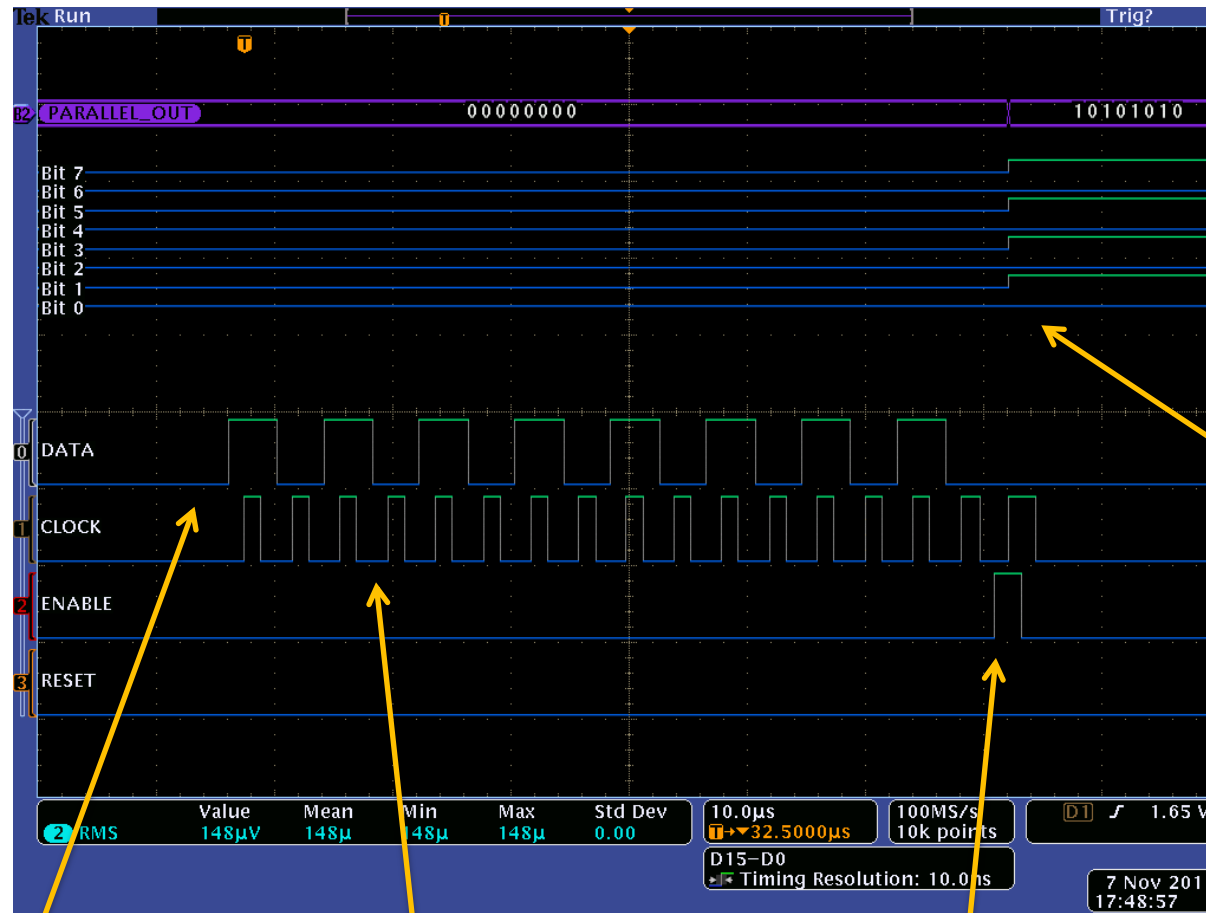 Tek Run Trig?
T
T
B2 PARALLEL_OUT 00000000 10101010
Bit 7
Bit 6
Bit 5
Bit 4
Bit 3
Bit 2
Bit 1
Bit 0
0 DATA
1 CLOCK
2 ENABLE
3 RESET
Value Mean Min Max Std Dev
2 RMS 148µV 148µ 148µ 148µ 0.00
10.0µs
T→▼32.5000µs
100MS/s
10k points
D1 1.65 V
D15-D0
Timing Resolution: 10.0ns
7 Nov 201
17:48:57